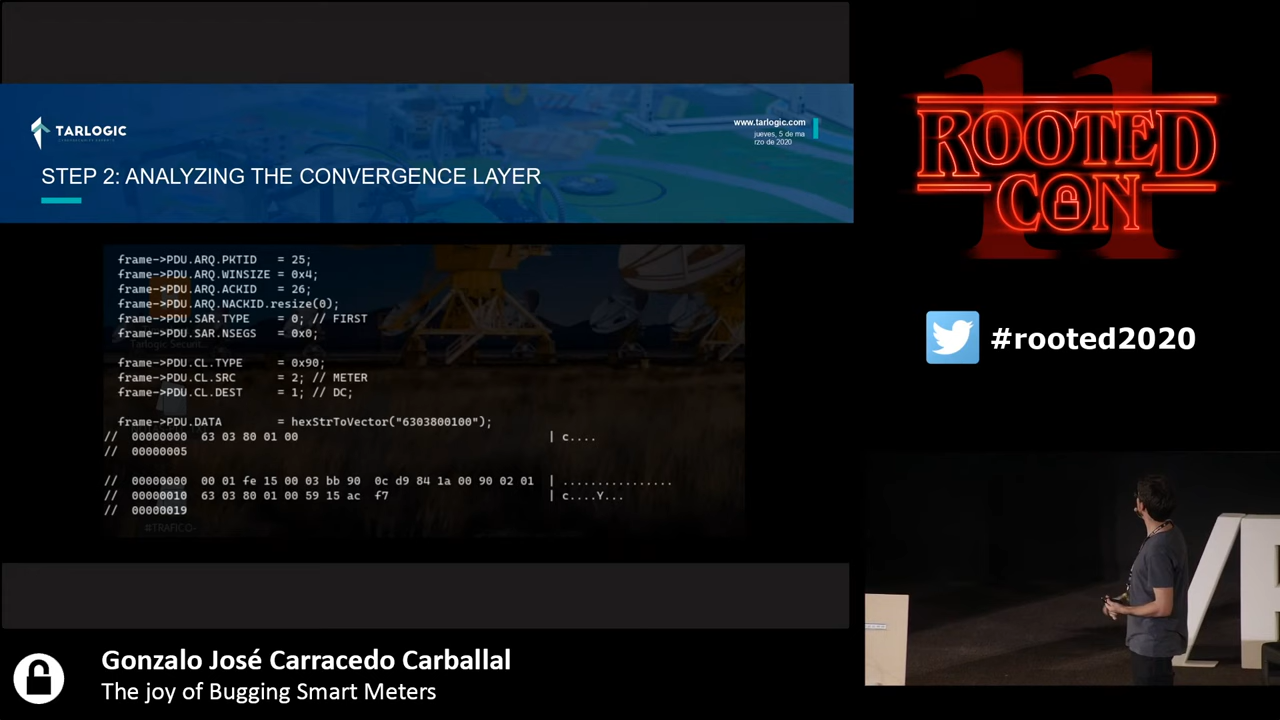 TARLOGIC
www.tarlogic.com
jueves, 5 de ma
rzo de 2020
STEP 2: ANALYZING THE CONVERGENCE LAYER
frame->PDU.ARQ.PKTID = 25;
frame->PDU.ARQ.WINSIZE = 0x4;
frame->PDU.ARQ.ACKID = 26;
frame->PDU.ARQ.NACKID.resize(0);
frame->PDU.SAR.TYPE = 0; // FIRST
frame->PDU.SAR.NSEGS = 0x0;
Tarlogic Securit...
frame->PDU.CL.TYPE = 0x90;
frame->PDU.CL.SRC = 2; // METER
frame->PDU.CL.DEST = 1; // DC;
frame->PDU.DATA = hexStrToVector("6303800100");
// 00000000 63 03 80 01 00 | c....
// 00000005
// 00000000 00 01 fe 15 00 03 bb 90 0c d9 84 1a 00 90 02 01 | ................
// 00000010 63 03 80 01 00 59 15 ac f7 | c....Y...
// 00000019
#TRAFICO-
11
ROOTED
CON
#rooted2020
Gonzalo José Carracedo Carballal
The joy of Bugging Smart Meters